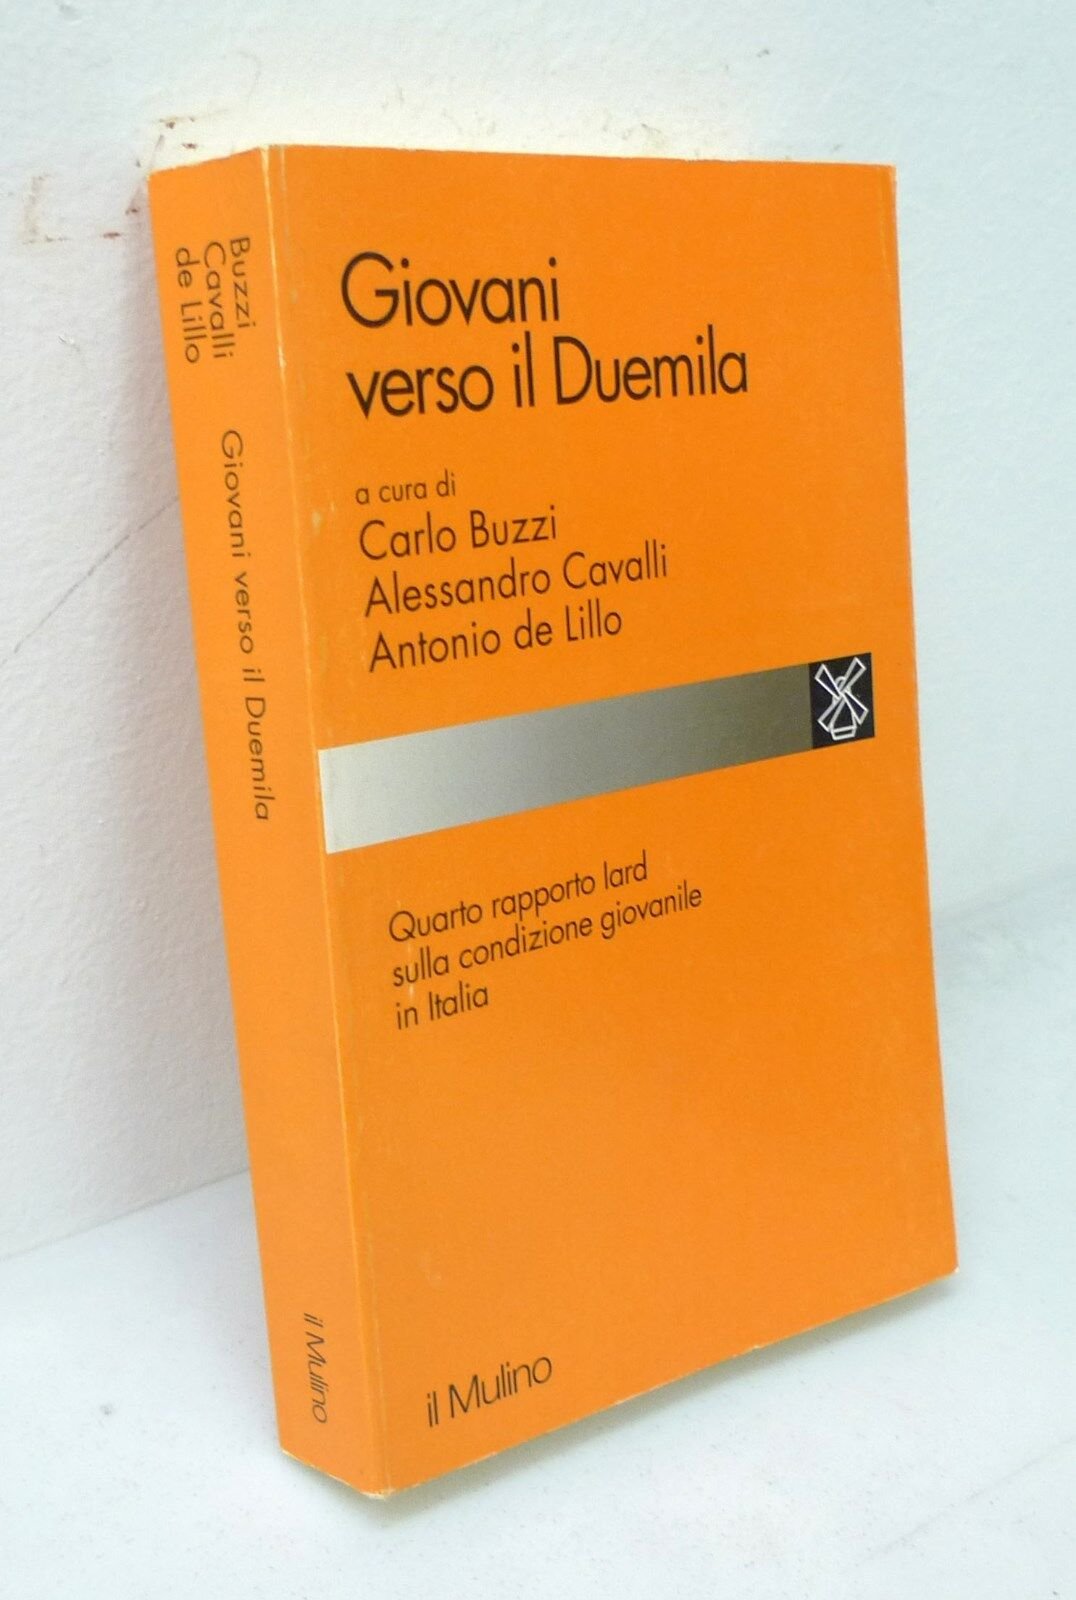 Buzzi
Cavalli
de Lillo
Giovani verso il Duemila
il Mulino
Giovani
verso il Duemila
a cura di
Carlo Buzzi
Alessandro Cavalli
Antonio de Lillo
Quarto rapporto Iard
sulla condizione giovanile
in Italia
il Mulino